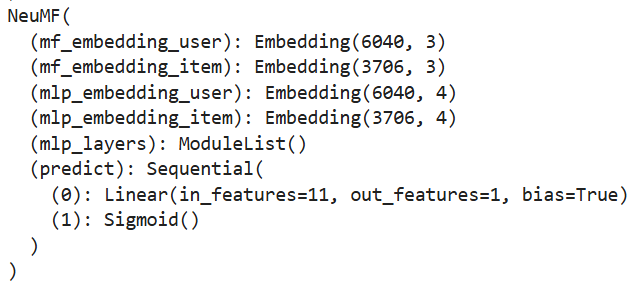 NeuMF(
  (mf_embedding_user): Embedding(6040, 3)
  (mf_embedding_item): Embedding(3706, 3)
  (mlp_embedding_user): Embedding(6040, 4)
  (mlp_embedding_item): Embedding(3706, 4)
  (mlp_layers): ModuleList()
  (predict): Sequential(
    (0): Linear(in_features=11, out_features=1, bias=True)
    (1): Sigmoid()
  )
)